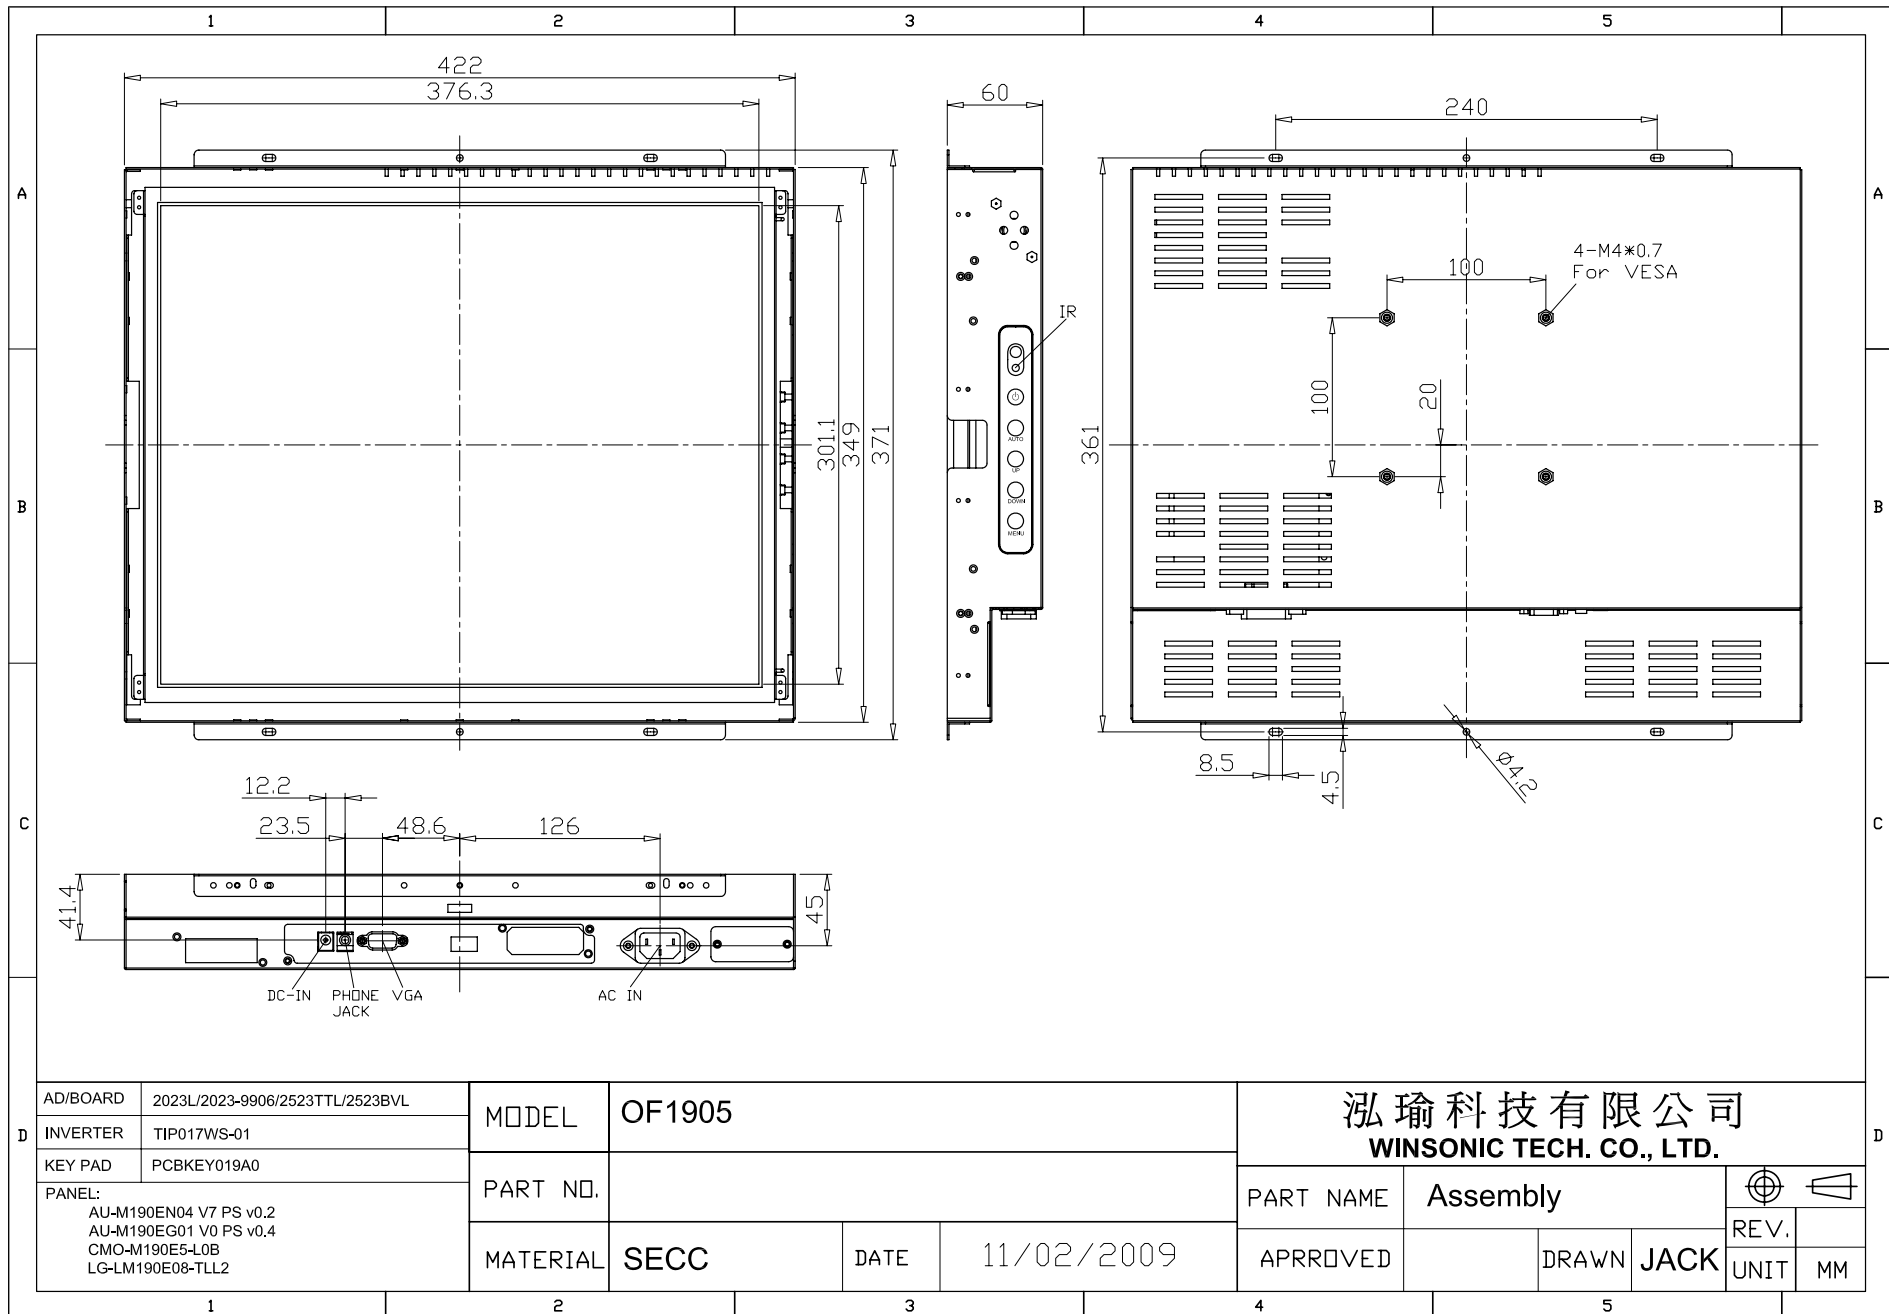 1 2 3 4 5
A
B
C
D
A
B
C
D
422
376.3
301.1
349
371
60
IR
AUTO
UP
DOWN
MENU
240
4-M4*0.7
For VESA
100
100
20
361
8.5
4.5
Ø4.2
12.2
23.5 48.6 126
41.4
45
DC-IN
PHONE
JACK
VGA
AC IN
AD/BOARD 2023L/2023-9906/2523TTL/2523BVL
INVERTER TIP017WS-01
KEY PAD PCBKEY019A0
PANEL:
AU-M190EN04 V7 PS v0.2
AU-M190EG01 V0 PS v0.4
CMO-M190E5-L0B
LG-LM190E08-TLL2
MODEL OF1905
PART NO.
MATERIAL SECC DATE 11/02/2009
泓瑜科技有限公司
WINSONIC TECH. CO., LTD.
PART NAME Assembly
APRROVED DRAWN JACK
REV.
UNIT MM
1 2 3 4 5